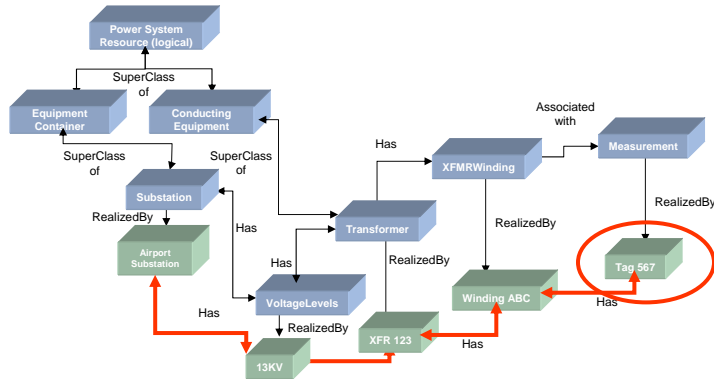 Power System
Resource (logical)
SuperClass
of
Equipment
Container
Conducting
Equipment
Associated
with
Has
SuperClass
of
SuperClass
of
XFMRWinding
Measurement
Substation
RealizedBy
Has
Transformer
RealizedBy
RealizedBy
Airport
Substation
Has
RealizedBy
Tag 567
Has
VoltageLevels
Winding ABC
Has
RealizedBy
XFR 123
Has
13KV